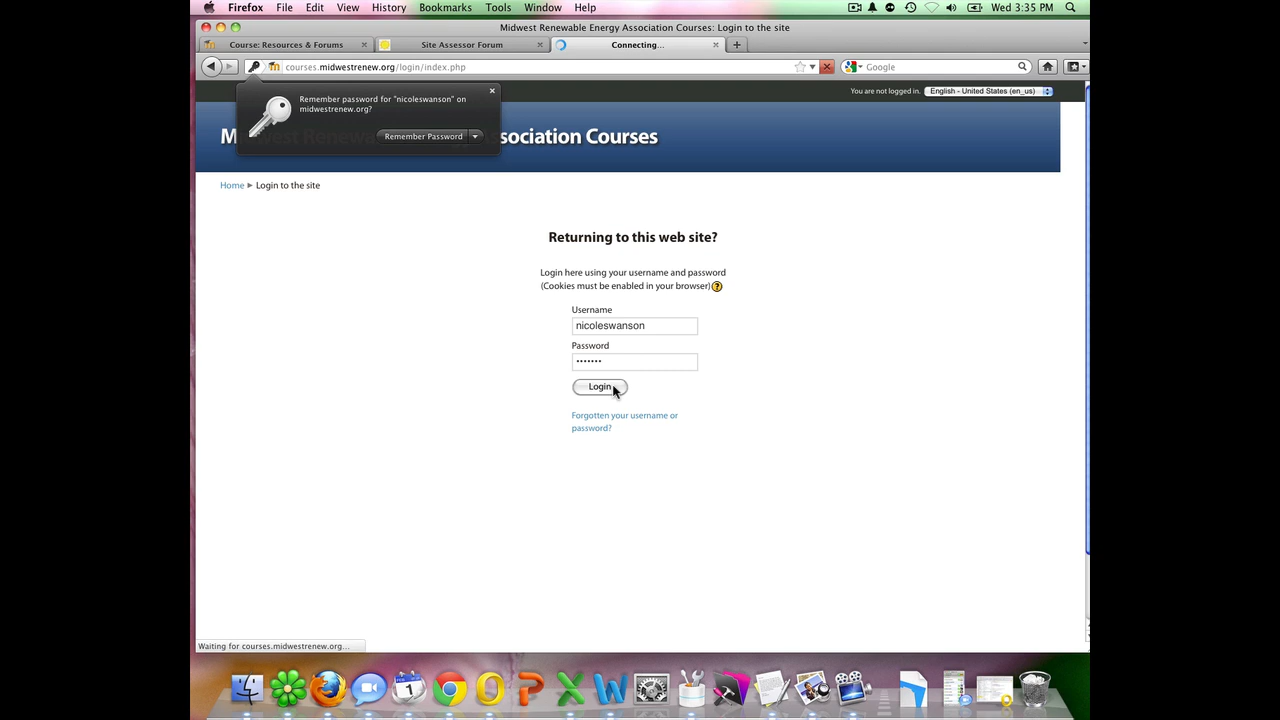 Firefox File Edit View History Bookmarks Tools Window Help Wed 3:35 PM
Midwest Renewable Energy Association Courses: Login to the site
Course: Resources & Forums Site Assessor Forum Connecting...
courses.midwestrenew.org/login/index.php Google
You are not logged in. English - United States (en_us)
Remember password for "nicoleswanson" on
midwestrenew.org?
Remember Password
Midwest Renewable Energy Association Courses
Home ► Login to the site
Returning to this web site?
Login here using your username and password
(Cookies must be enabled in your browser) ?
Username
nicoleswanson
Password
•••••••
Login
Forgotten your username or
password?
Waiting for courses.midwestrenew.org...